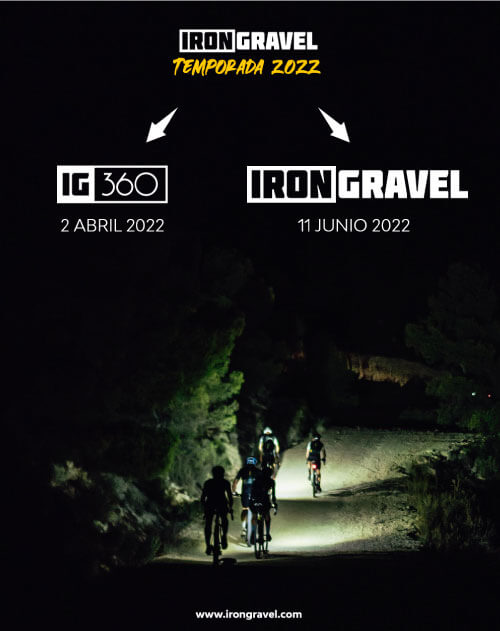 IRONGRAVEL
TEMPORADA 2022
IG 360
2 ABRIL 2022
IRONGRAVEL
11 JUNIO 2022
www.irongravel.com